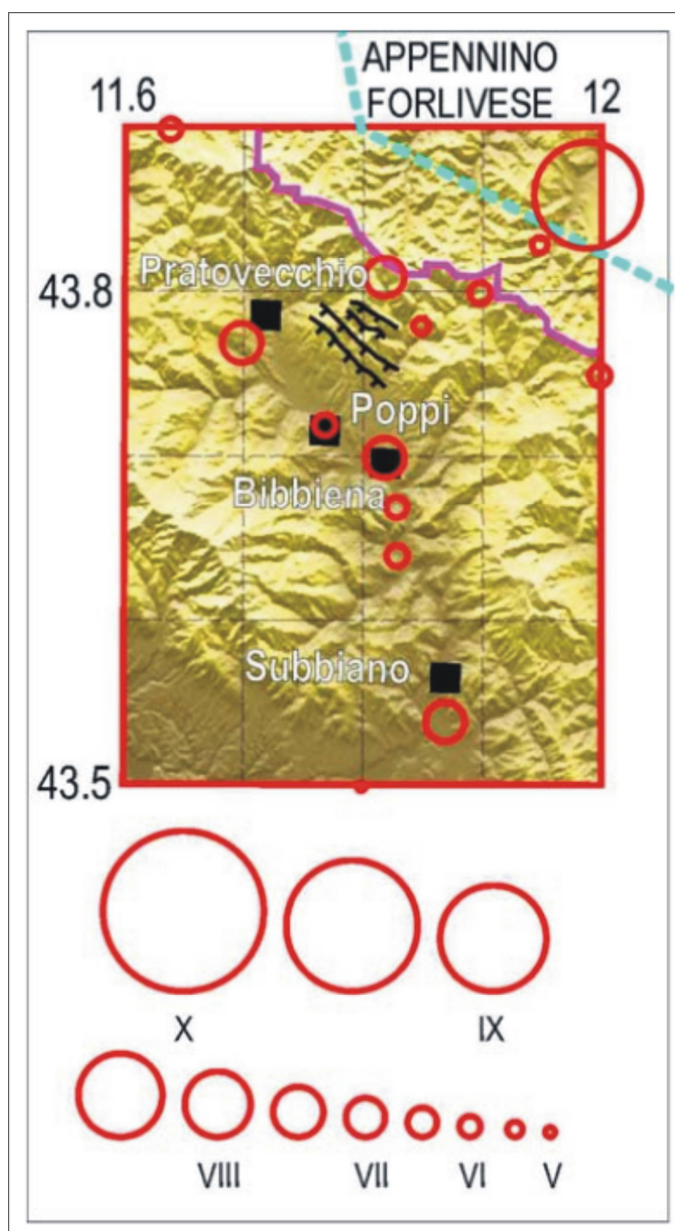 APPENNINO
FORLIVESE
11.6
12
Pratovecchio
43.8
Poppi
Bibbiena
Subbiano
43.5
X
IX
VIII
VII
VI
V